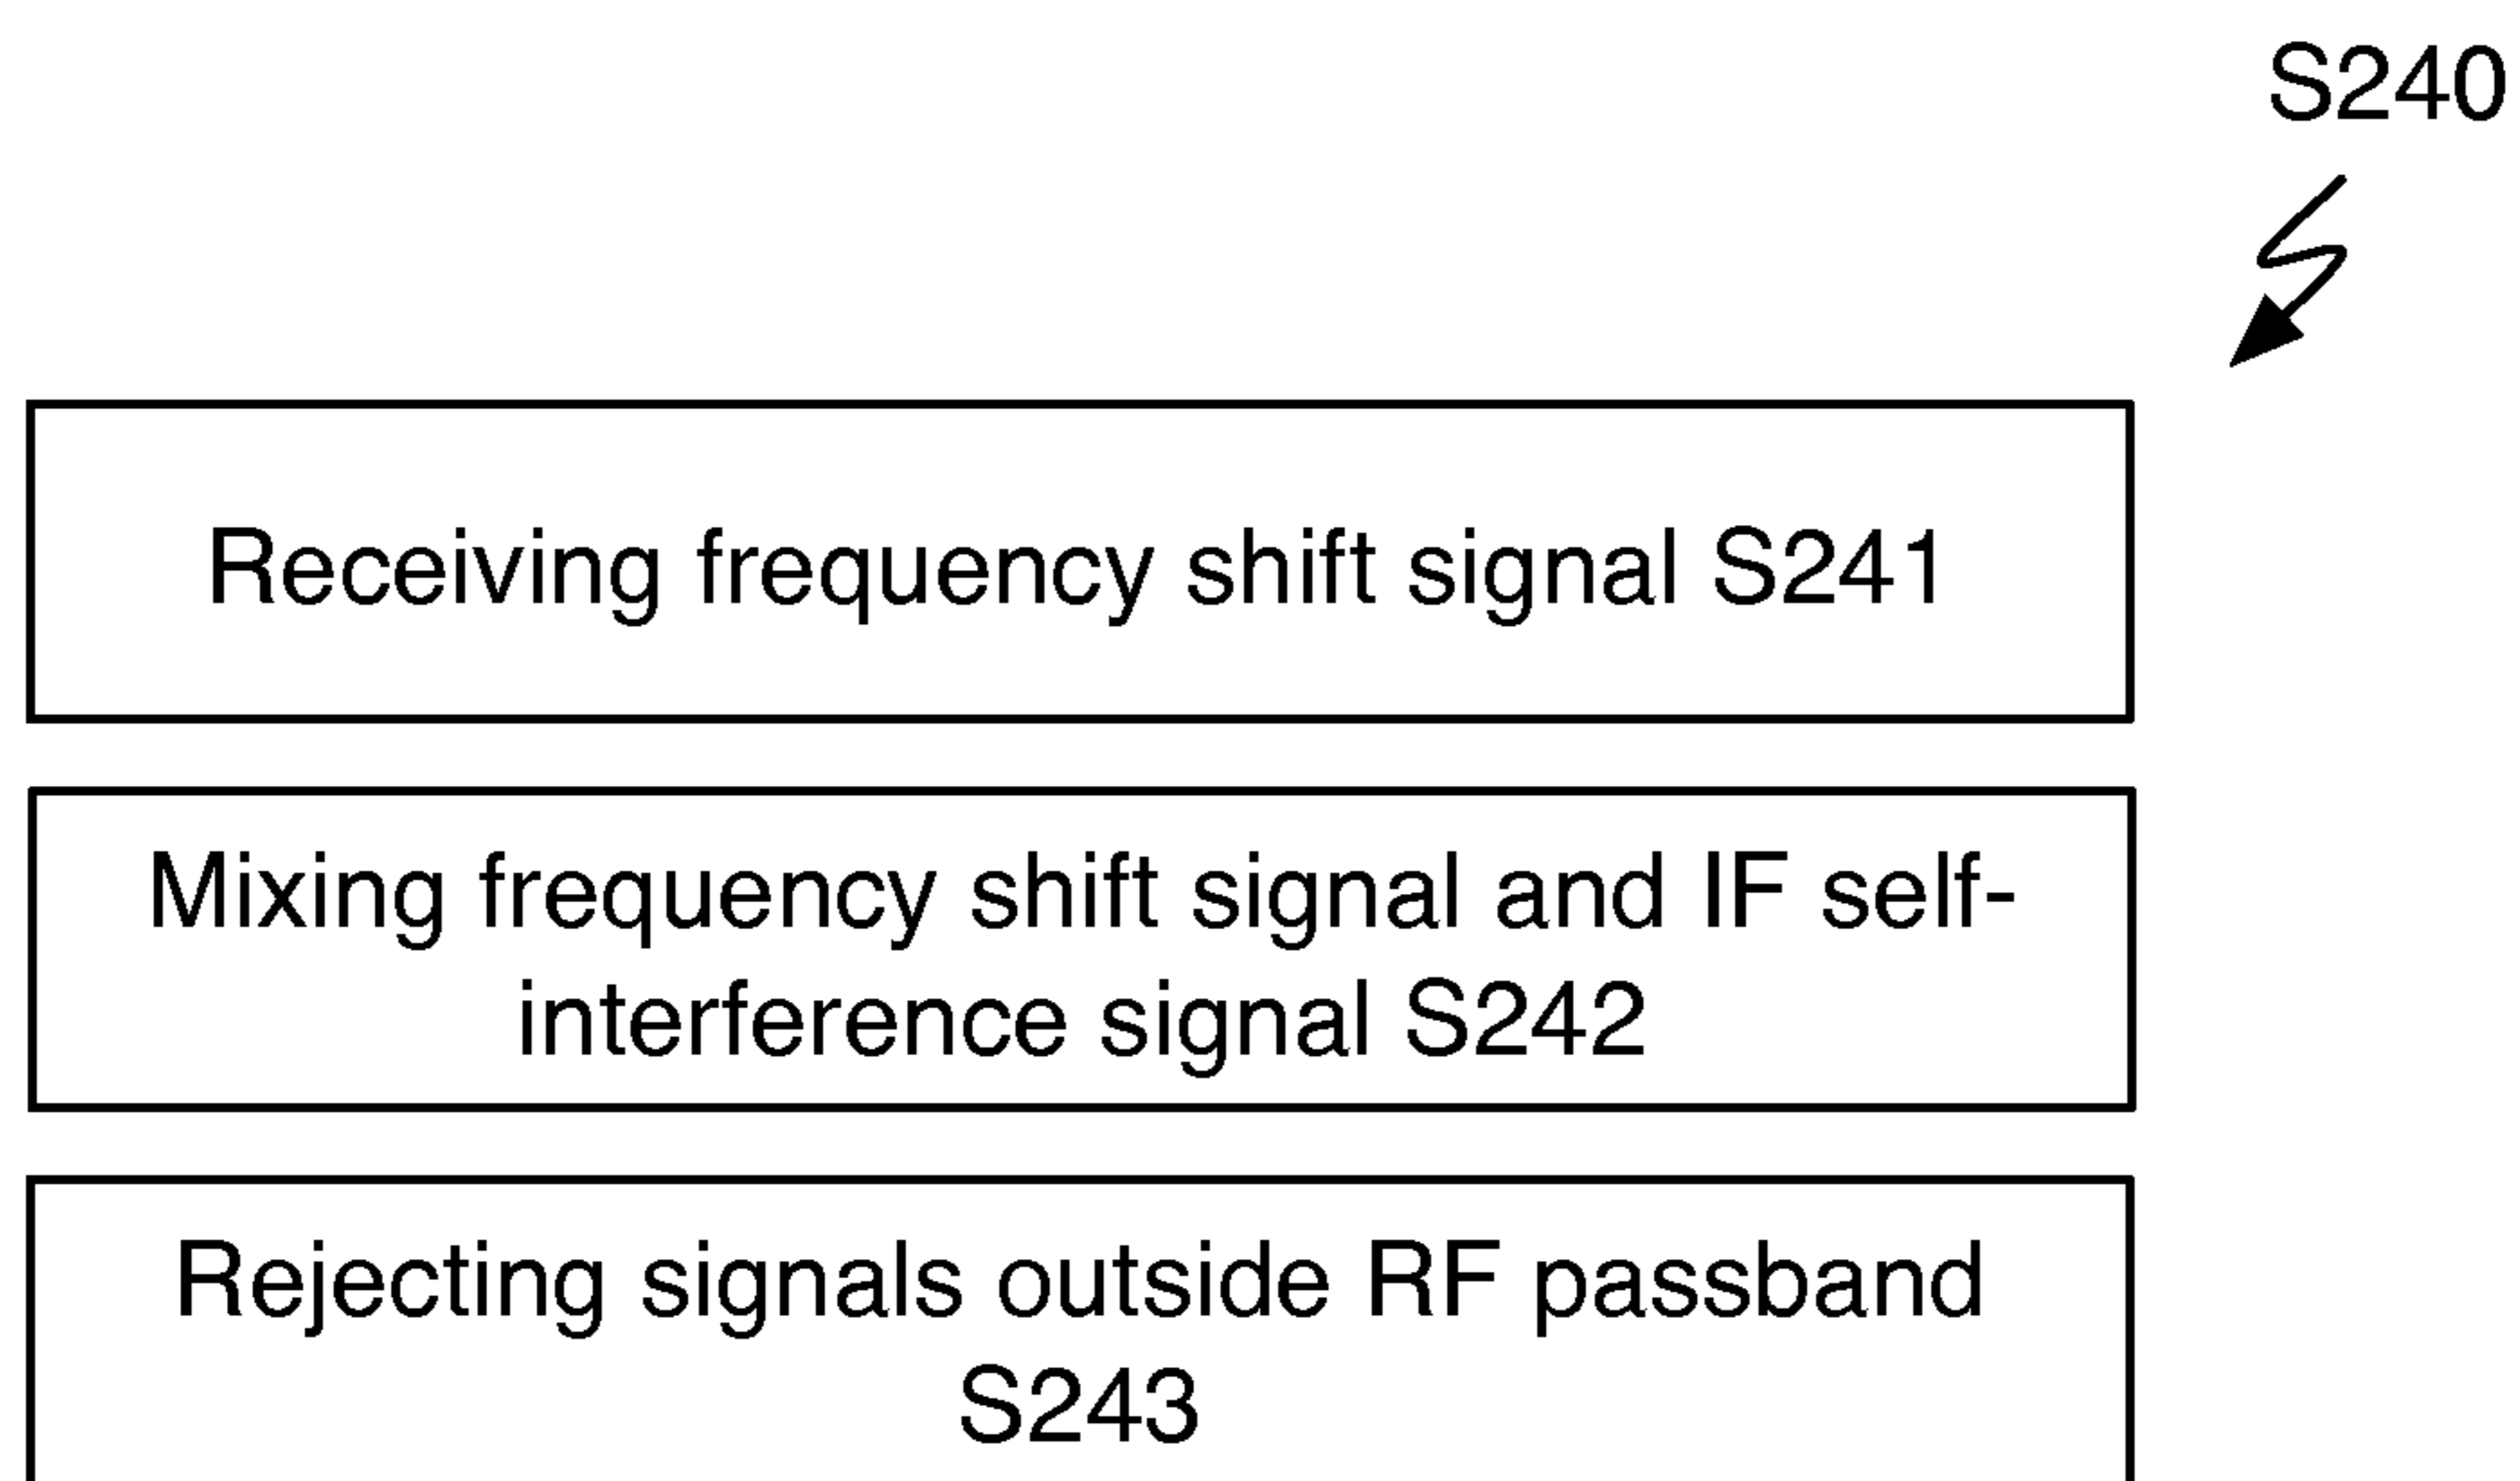 S240
Receiving frequency shift signal S241
Mixing frequency shift signal and IF self-
interference signal S242
Rejecting signals outside RF passband
S243